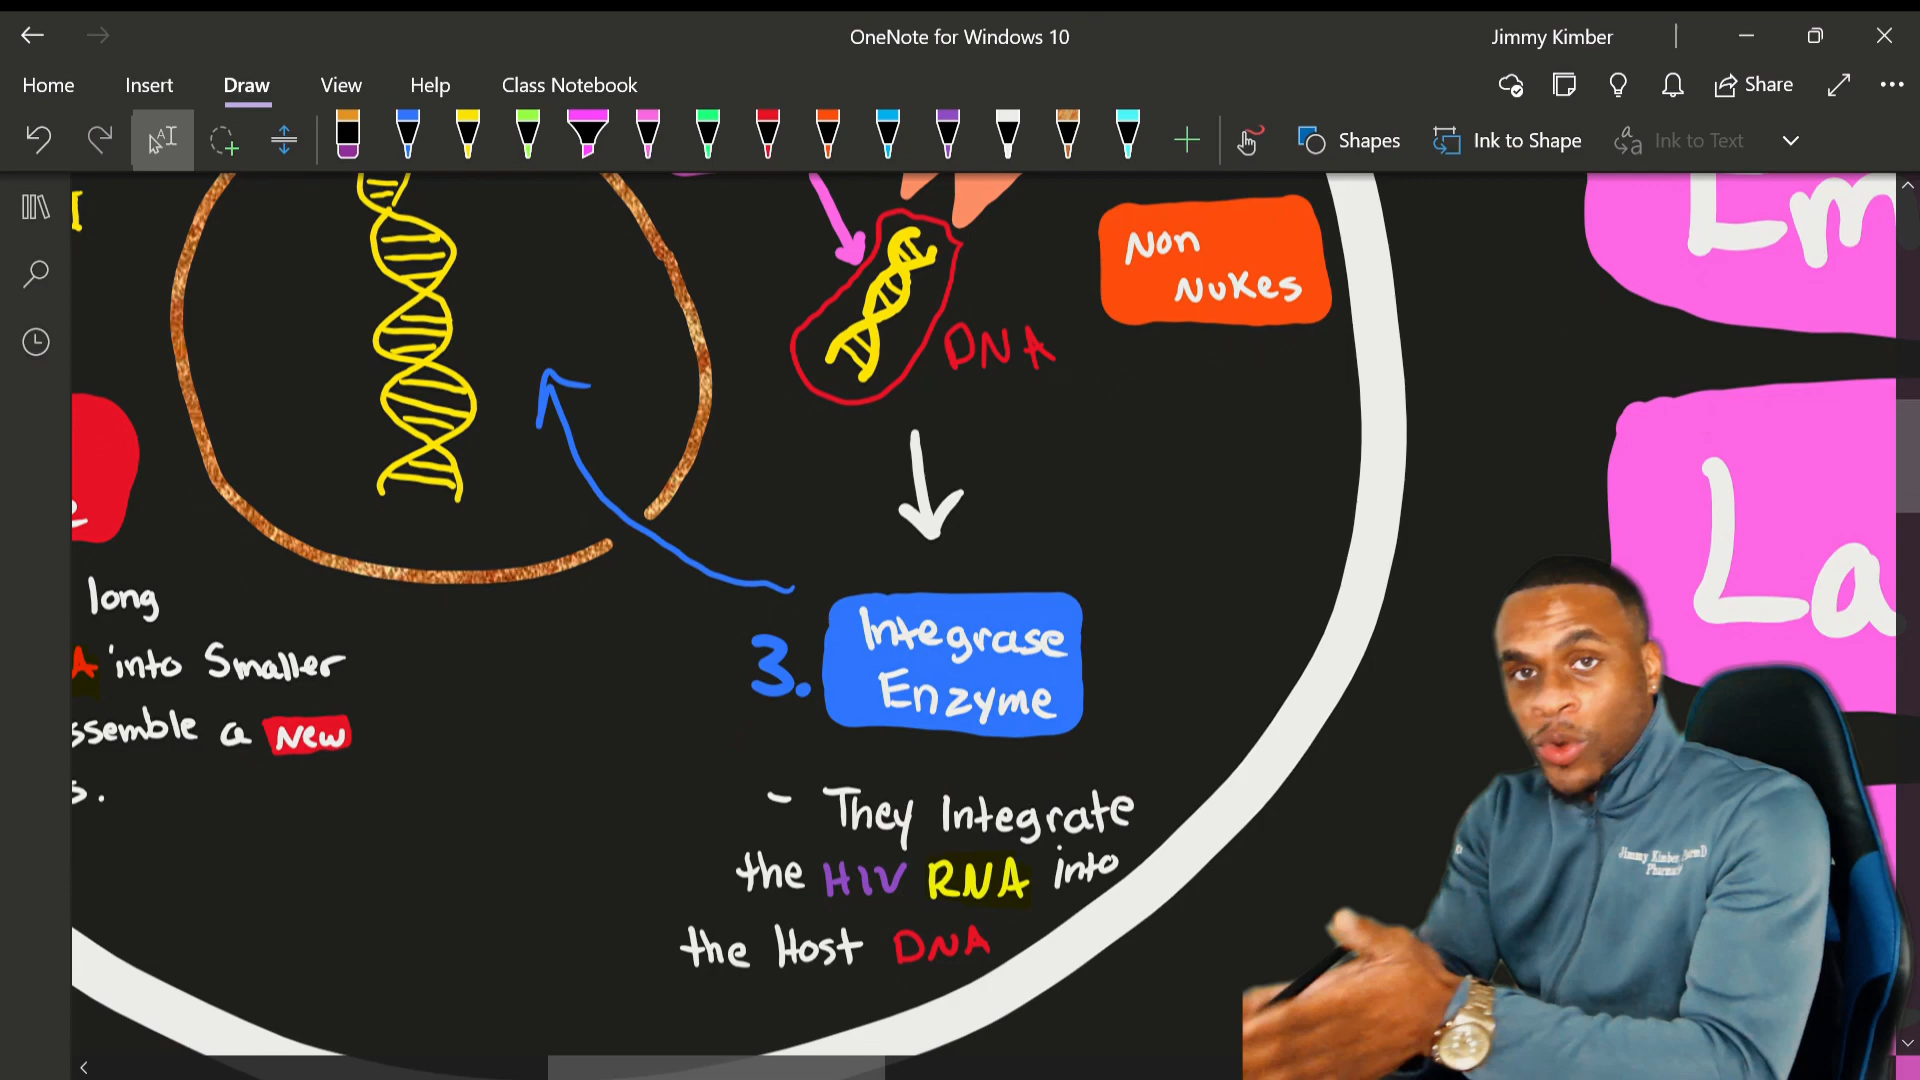 OneNote for Windows 10
Jimmy Kimber
Home
Insert
Draw
View
Help
Class Notebook
Share
Shapes
Ink to Shape
Ink to Text
Non
Nukes
DNA
long
into Smaller
a New
3.
Integrase
Enzyme
- They Integrate
the HIV RNA into
the Host DNA
Jimmy Kimber